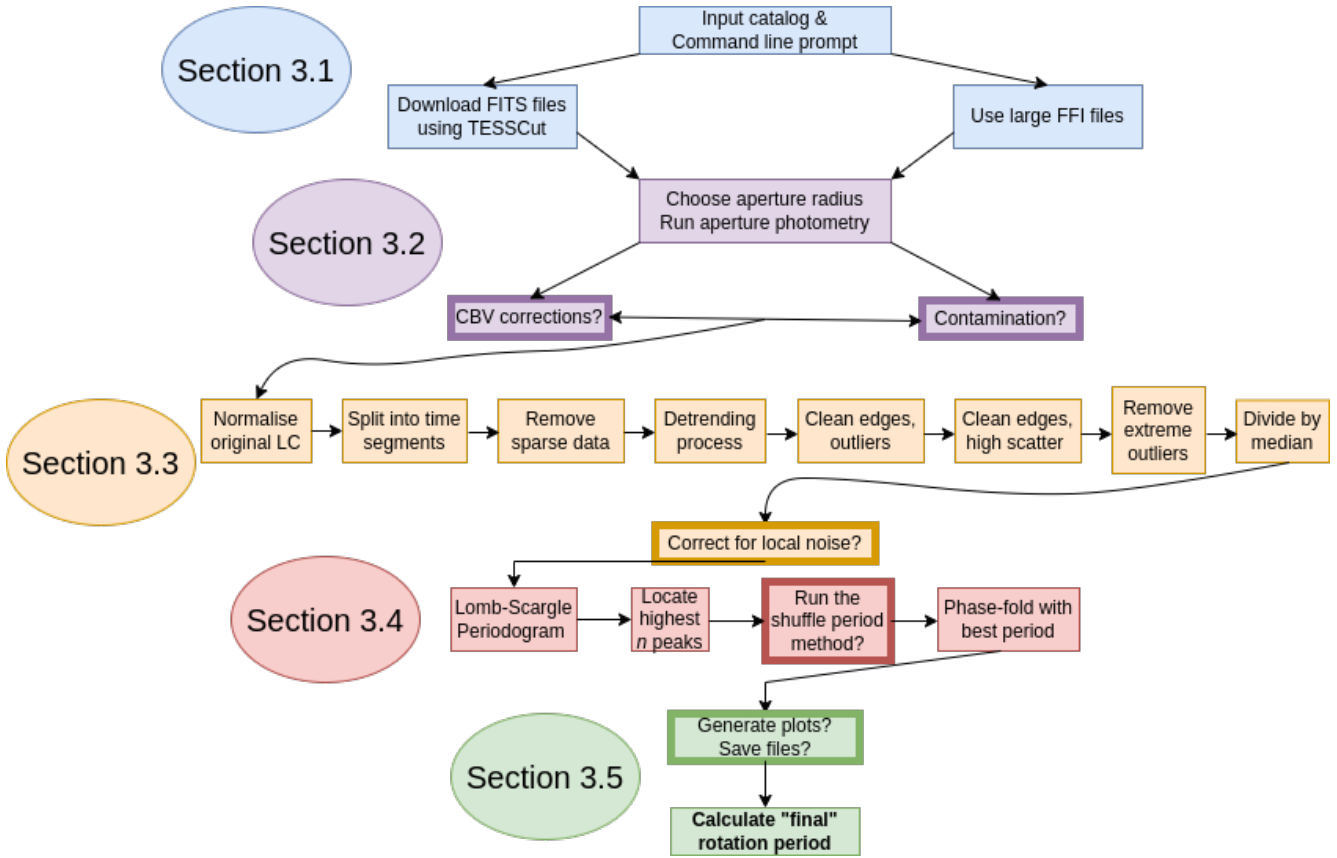 Section 3.1
Input catalog &
Command line prompt
Download FITS files
using TESSCut
Use large FFI files
Section 3.2
Choose aperture radius
Run aperture photometry
CBV corrections?
Contamination?
Section 3.3
Normalise
original LC
Split into time
segments
Remove
sparse data
Detrending
process
Clean edges,
outliers
Clean edges,
high scatter
Remove
extreme
outliers
Divide by
median
Correct for local noise?
Section 3.4
Lomb-Scargle
Periodogram
Locate
highest
n peaks
Run the
shuffle period
method?
Phase-fold with
best period
Section 3.5
Generate plots?
Save files?
Calculate "final"
rotation period